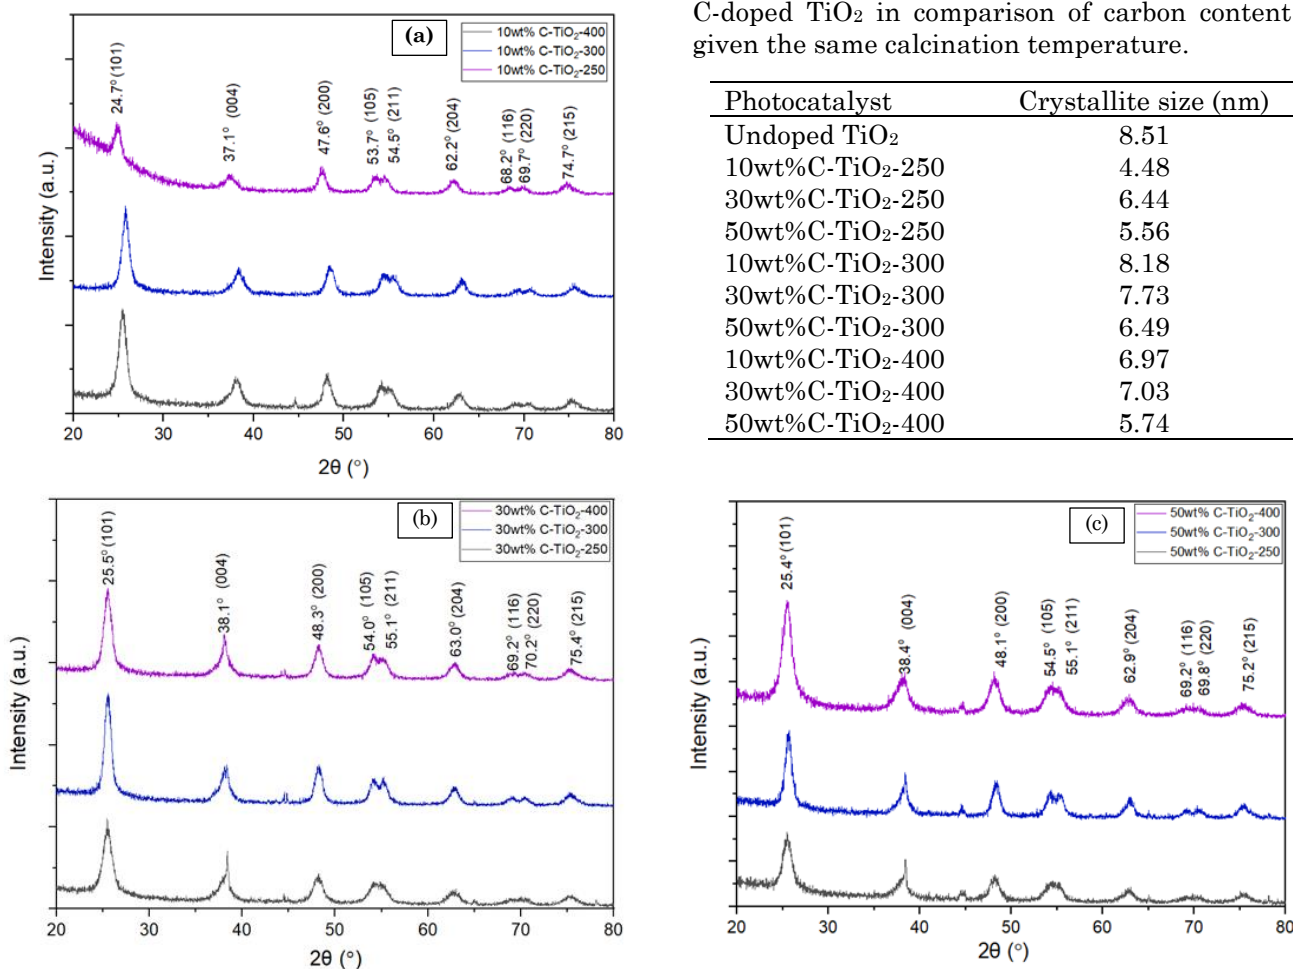 (a)
10wt% C-TiO₂-400
10wt% C-TiO₂-300
10wt% C-TiO₂-250
24.7° (101)
37.1° (004)
47.6° (200)
53.7° (105)
54.5° (211)
62.2° (204)
68.2° (116)
69.7° (220)
74.7° (215)
Intensity (a.u.)
20 30 40 50 60 70 80
2θ (°)
C-doped TiO₂ in comparison of carbon content
given the same calcination temperature.
Photocatalyst Crystallite size (nm)
Undoped TiO₂ 8.51
10wt%C-TiO₂-250 4.48
30wt%C-TiO₂-250 6.44
50wt%C-TiO₂-250 5.56
10wt%C-TiO₂-300 8.18
30wt%C-TiO₂-300 7.73
50wt%C-TiO₂-300 6.49
10wt%C-TiO₂-400 6.97
30wt%C-TiO₂-400 7.03
50wt%C-TiO₂-400 5.74
(b)
30wt% C-TiO₂-400
30wt% C-TiO₂-300
30wt% C-TiO₂-250
25.5° (101)
38.1° (004)
48.3° (200)
54.0° (105)
55.1° (211)
63.0° (204)
69.2° (116)
70.2° (220)
75.4° (215)
Intensity (a.u.)
20 30 40 50 60 70 80
2θ (°)
(c)
50wt% C-TiO₂-400
50wt% C-TiO₂-300
50wt% C-TiO₂-250
25.4° (101)
38.4° (004)
48.1° (200)
54.5° (105)
55.1° (211)
62.9° (204)
69.2° (116)
69.8° (220)
75.2° (215)
Intensity (a.u.)
20 30 40 50 60 70 80
2θ (°)